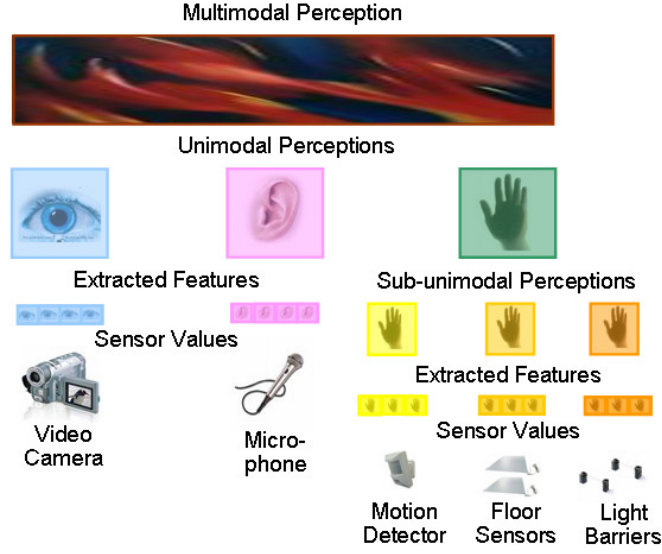 Multimodal Perception
Unimodal Perceptions
Extracted Features
Sub-unimodal Perceptions
Sensor Values
Extracted Features
Sensor Values
Video
Camera
Micro-
phone
Motion
Detector
Floor
Sensors
Light
Barriers